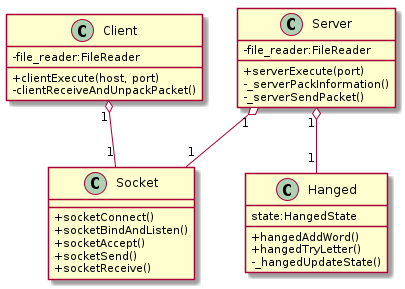 C Client
-file_reader:FileReader
+clientExecute(host, port)
-clientReceiveAndUnpackPacket()
C Server
-file_reader:FileReader
+serverExecute(port)
-_serverPackInformation()
-_serverSendPacket()
1
1
1
1
1
1
C Socket
+socketConnect()
+socketBindAndListen()
+socketAccept()
+socketSend()
+socketReceive()
C Hanged
state:HangedState
+hangedAddWord()
+hangedTryLetter()
-_hangedUpdateState()